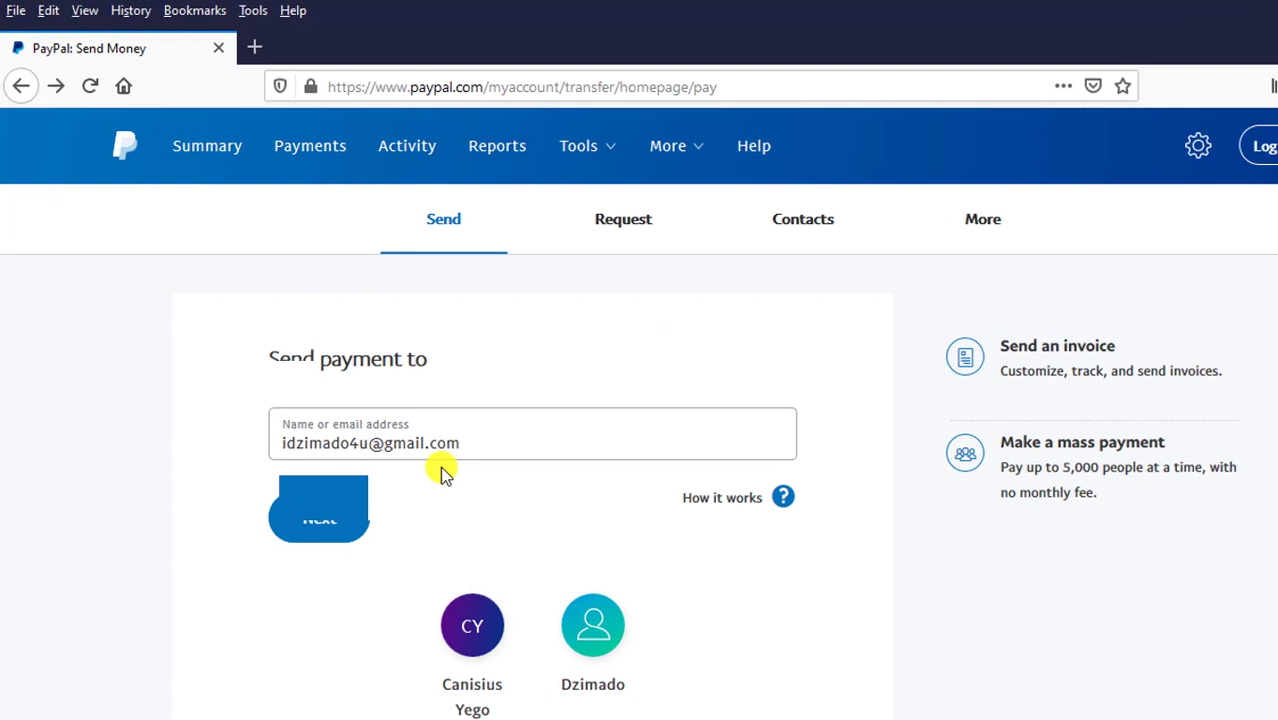 File Edit View History Bookmarks Tools Help
PayPal: Send Money
https://www.paypal.com/myaccount/transfer/homepage/pay
Summary Payments Activity Reports Tools More Help
Log
Send Request Contacts More
Send payment to
Name or email address
idzimado4u@gmail.com
Next
How it works ?
CY
Canisius
Yego
Dzimado
Send an invoice
Customize, track, and send invoices.
Make a mass payment
Pay up to 5,000 people at a time, with
no monthly fee.